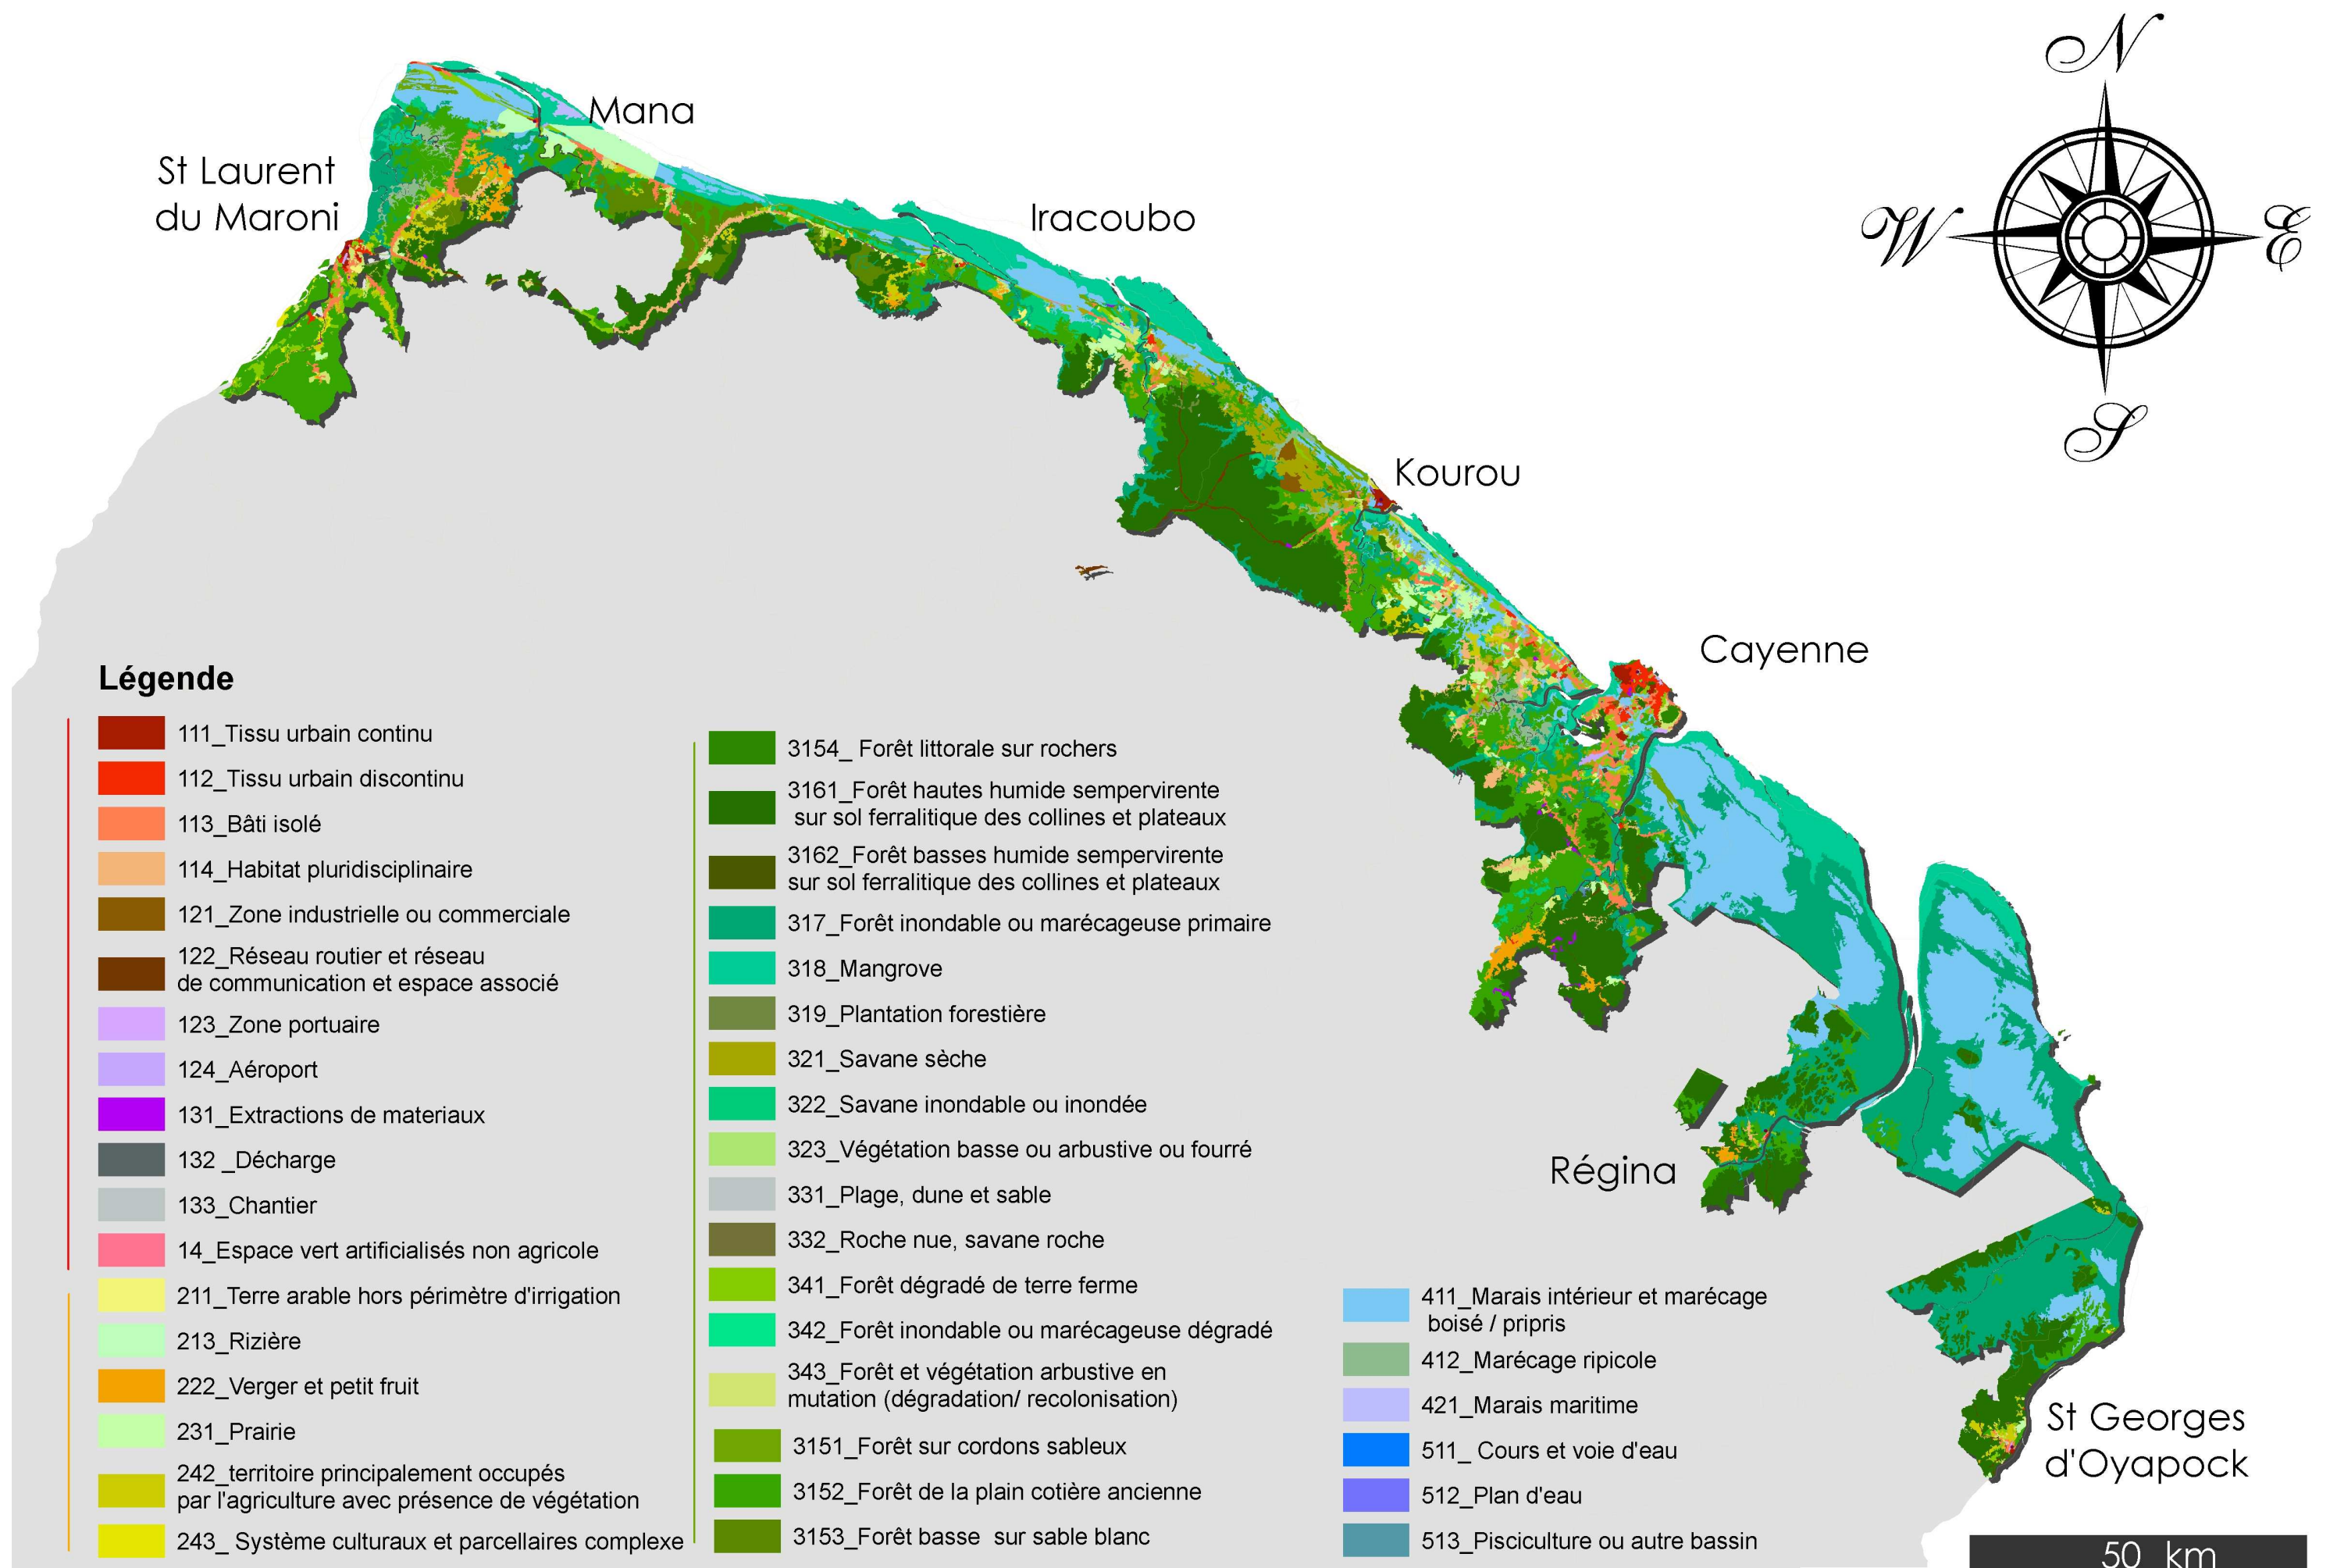 N
Mana
St Laurent
du Maroni
Iracoubo
W
E
S
Kourou
Cayenne
Légende
111_Tissu urbain continu
112_Tissu urbain discontinu
113_Bâti isolé
114_Habitat pluridisciplinaire
121_Zone industrielle ou commerciale
122_Réseau routier et réseau
de communication et espace associé
123_Zone portuaire
124_Aéroport
131_Extractions de materiaux
132 _Décharge
133_Chantier
14_Espace vert artificialisés non agricole
211_Terre arable hors périmètre d'irrigation
213_Rizière
222_Verger et petit fruit
231_Prairie
242_territoire principalement occupés
par l'agriculture avec présence de végétation
243_ Système culturaux et parcellaires complexe
3154_ Forêt littorale sur rochers
3161_Forêt hautes humide sempervirente
sur sol ferralitique des collines et plateaux
3162_Forêt basses humide sempervirente
sur sol ferralitique des collines et plateaux
317_Forêt inondable ou marécageuse primaire
318_Mangrove
319_Plantation forestière
321_Savane sèche
322_Savane inondable ou inondée
323_Végétation basse ou arbustive ou fourré
331_Plage, dune et sable
332_Roche nue, savane roche
341_Forêt dégradé de terre ferme
342_Forêt inondable ou marécageuse dégradé
343_Forêt et végétation arbustive en
mutation (dégradation/ recolonisation)
3151_Forêt sur cordons sableux
3152_Forêt de la plain cotière ancienne
3153_Forêt basse  sur sable blanc
411_Marais intérieur et marécage
boisé / pripris
412_Marécage ripicole
421_Marais maritime
511_ Cours et voie d'eau
512_Plan d'eau
513_Pisciculture ou autre bassin
Régina
St Georges
d'Oyapock
50 km